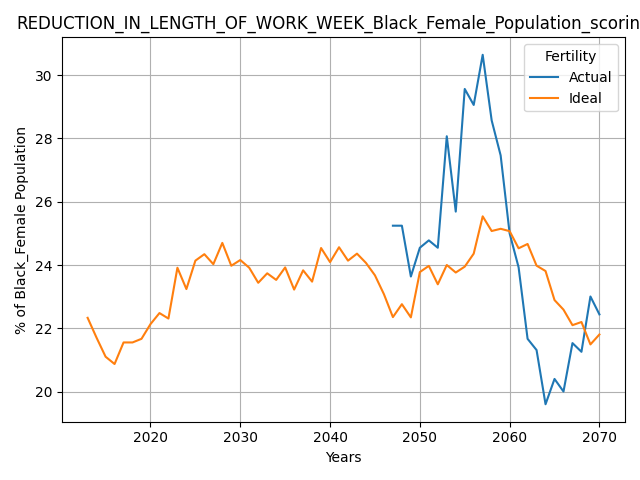 REDUCTION_IN_LENGTH_OF_WORK_WEEK_Black_Female_Population_scorin
Fertility
Actual
Ideal
% of Black_Female Population
30
28
26
24
22
20
2020 2030 2040 2050 2060 2070
Years